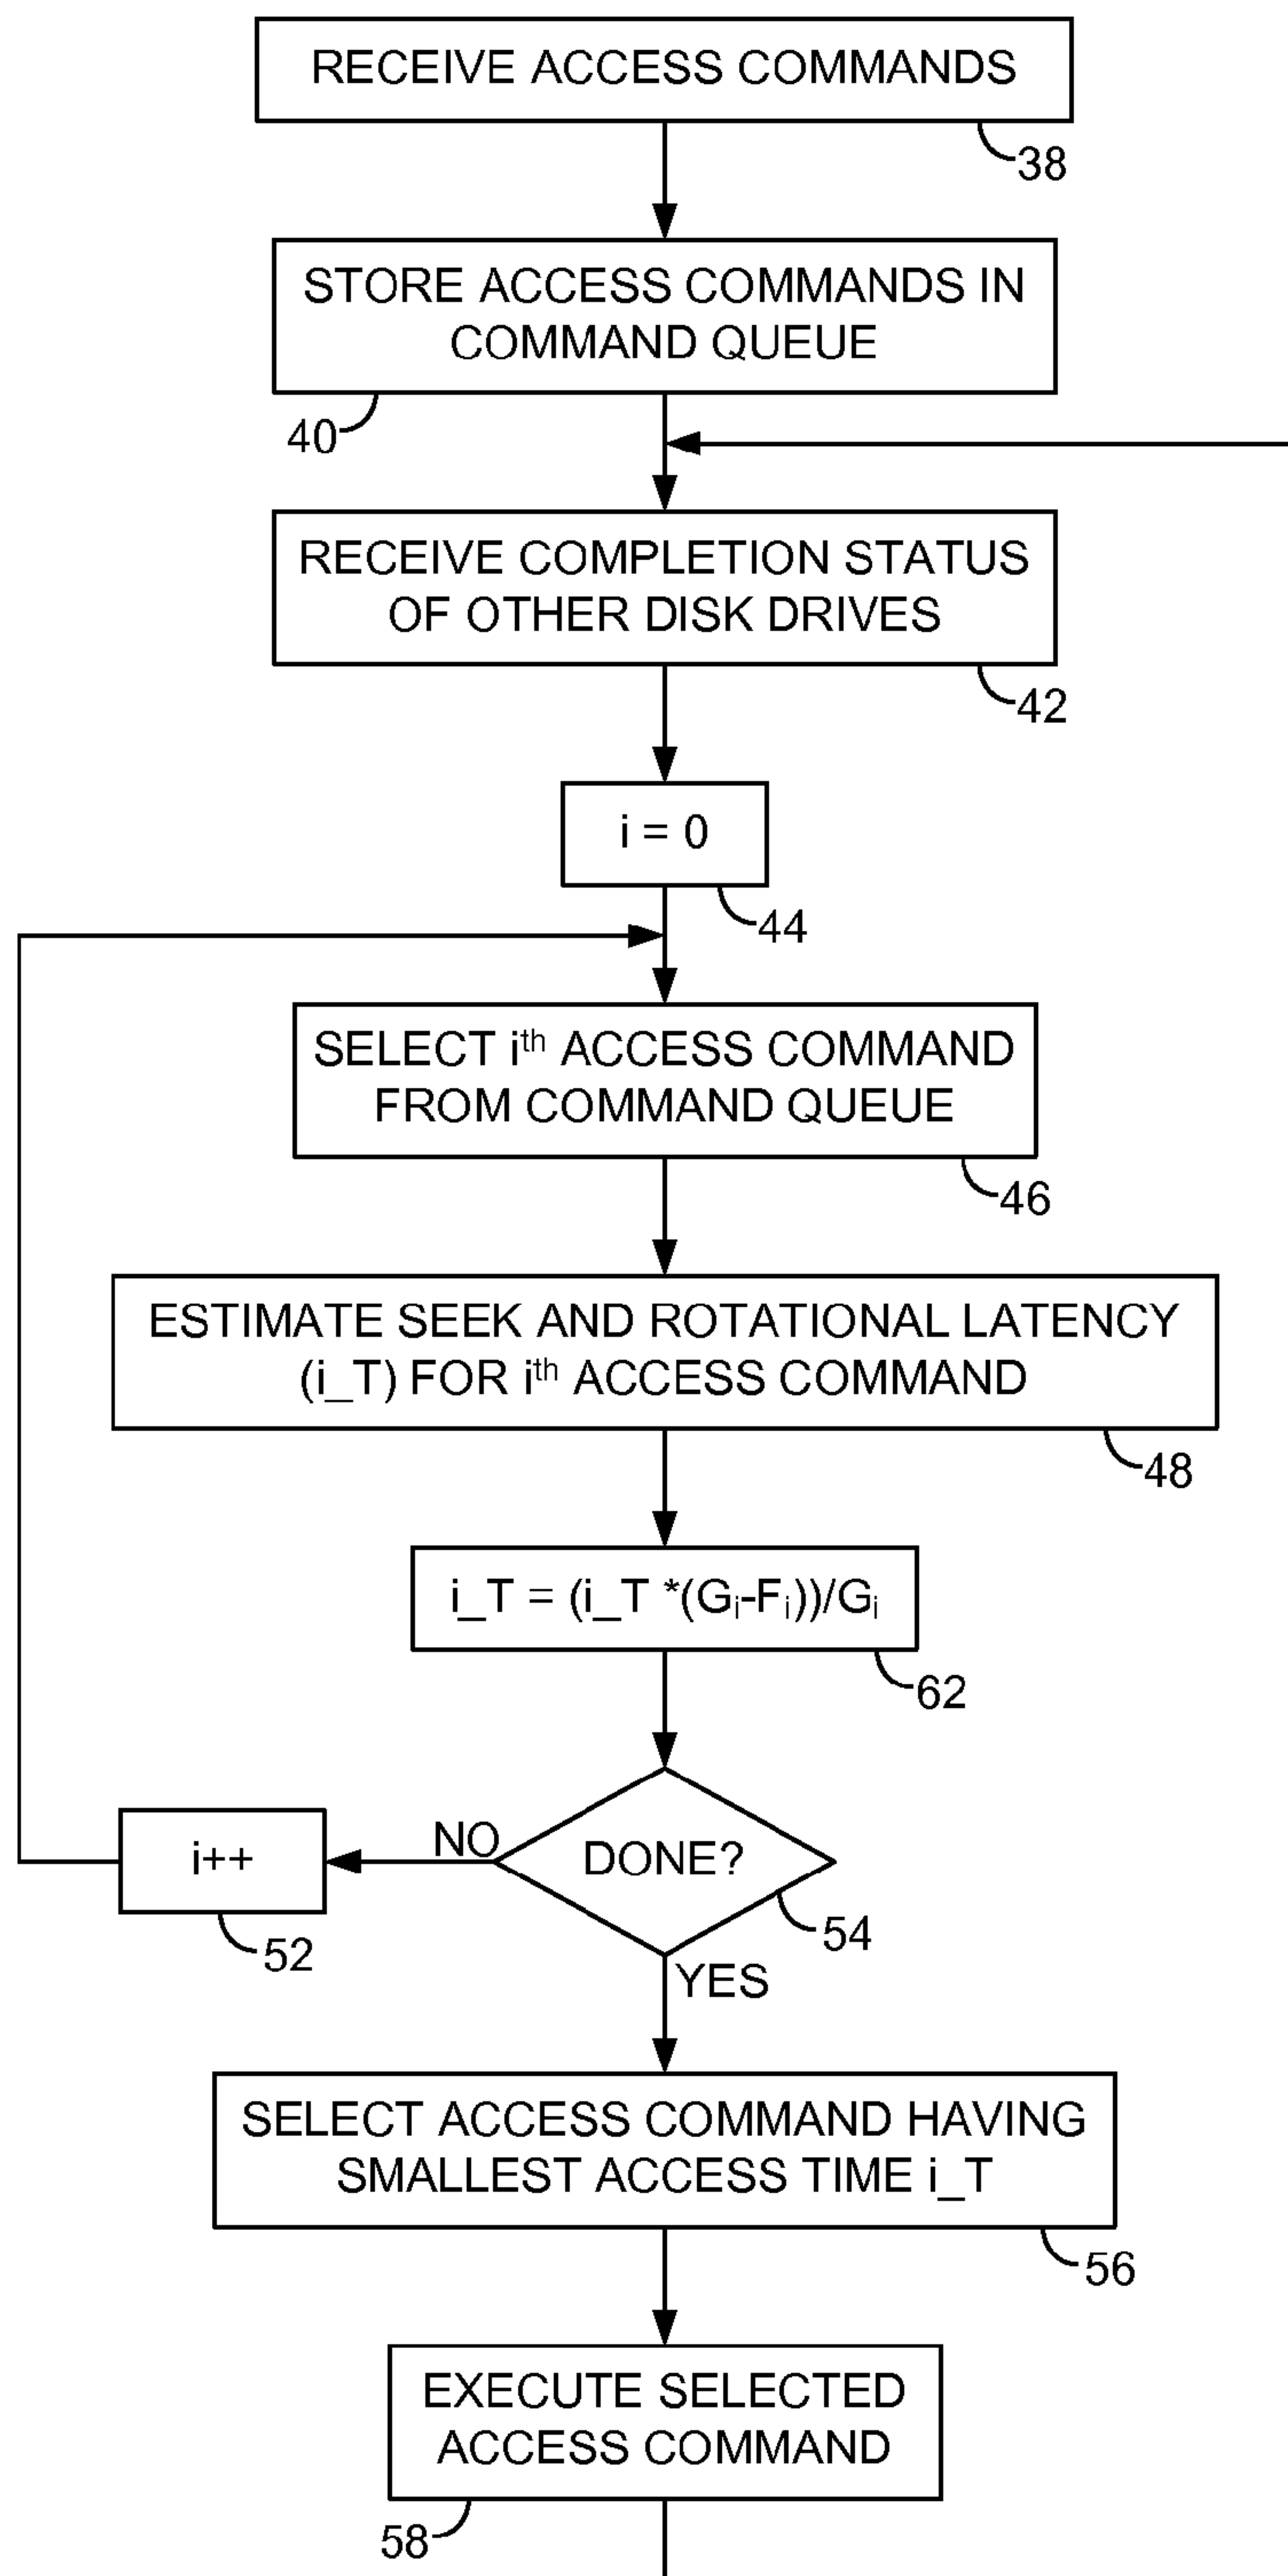 RECEIVE ACCESS COMMANDS
38
STORE ACCESS COMMANDS IN
COMMAND QUEUE
40
RECEIVE COMPLETION STATUS
OF OTHER DISK DRIVES
42
i = 0
44
SELECT ith ACCESS COMMAND
FROM COMMAND QUEUE
46
ESTIMATE SEEK AND ROTATIONAL LATENCY
(i_T) FOR ith ACCESS COMMAND
48
i_T = (i_T *(Gi-Fi))/Gi
62
DONE?
54
NO
i++
52
YES
SELECT ACCESS COMMAND HAVING
SMALLEST ACCESS TIME i_T
56
EXECUTE SELECTED
ACCESS COMMAND
58